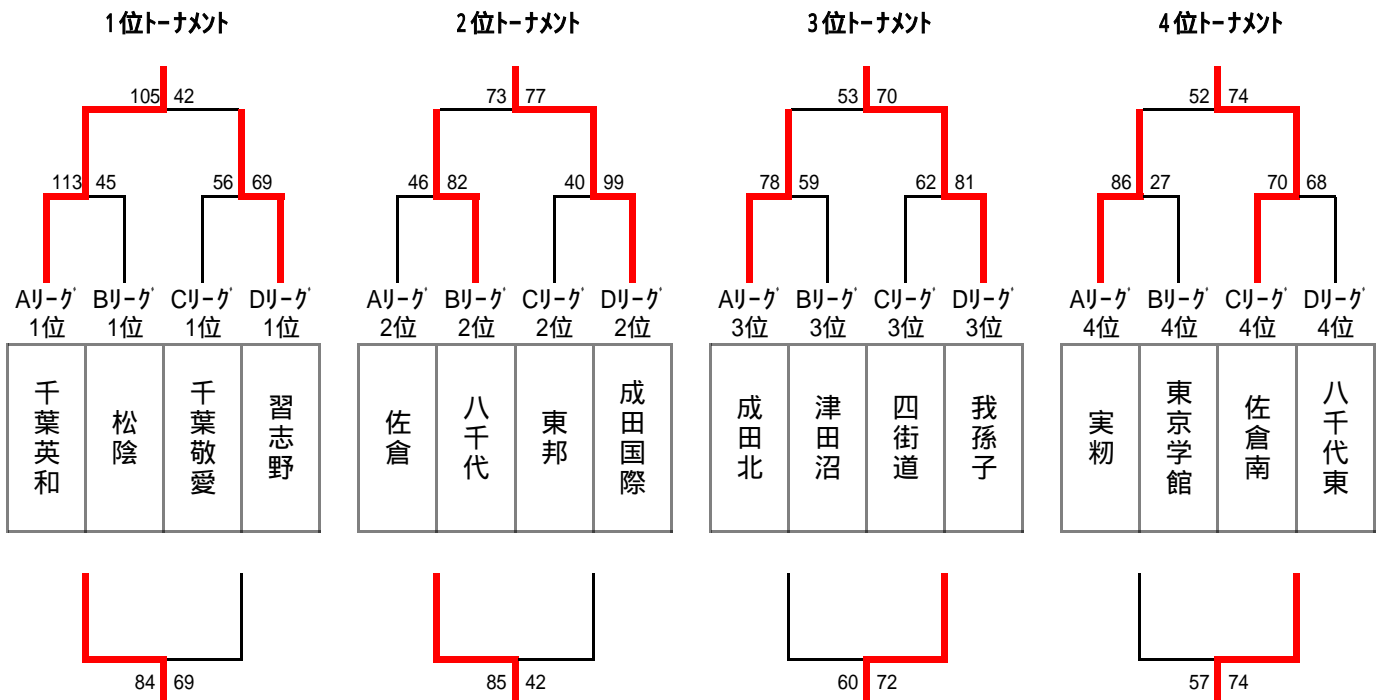 1位トーナメント 2位トーナメント 3位トーナメント 4位トーナメント
105 42 73 77 53 70 52 74
113 45 56 69 46 82 40 99 78 59 62 81 86 27 70 68
Aリーグ Bリーグ Cリーグ Dリーグ Aリーグ Bリーグ Cリーグ Dリーグ Aリーグ Bリーグ Cリーグ Dリーグ Aリーグ Bリーグ Cリーグ Dリーグ
1位 1位 1位 1位 2位 2位 2位 2位 3位 3位 3位 3位 4位 4位 4位 4位
千葉英和
松陰
千葉敬愛
習志野
佐倉
八千代
東邦
成田国際
成田北
津田沼
四街道
我孫子
実籾
東京学館
佐倉南
八千代東
84 69 85 42 60 72 57 74